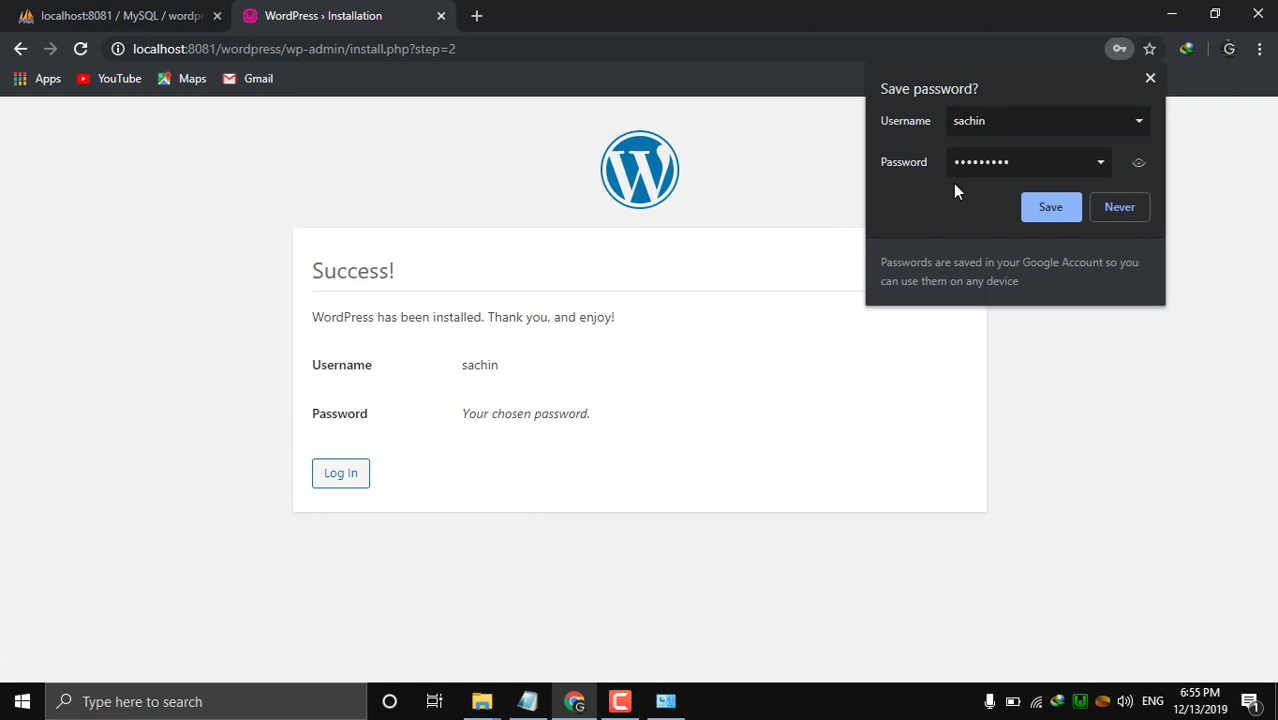 localhost:8081 / MySQL / wordpr
WordPress › Installation
localhost:8081/wordpress/wp-admin/install.php?step=2
G
Apps
YouTube
Maps
Gmail
Save password?
Username
sachin
Password
•••••••••
Save
Never
Passwords are saved in your Google Account so you
can use them on any device
W
Success!
WordPress has been installed. Thank you, and enjoy!
Username sachin
Password Your chosen password.
Log In
Type here to search
ENG
6:55 PM
12/13/2019
1